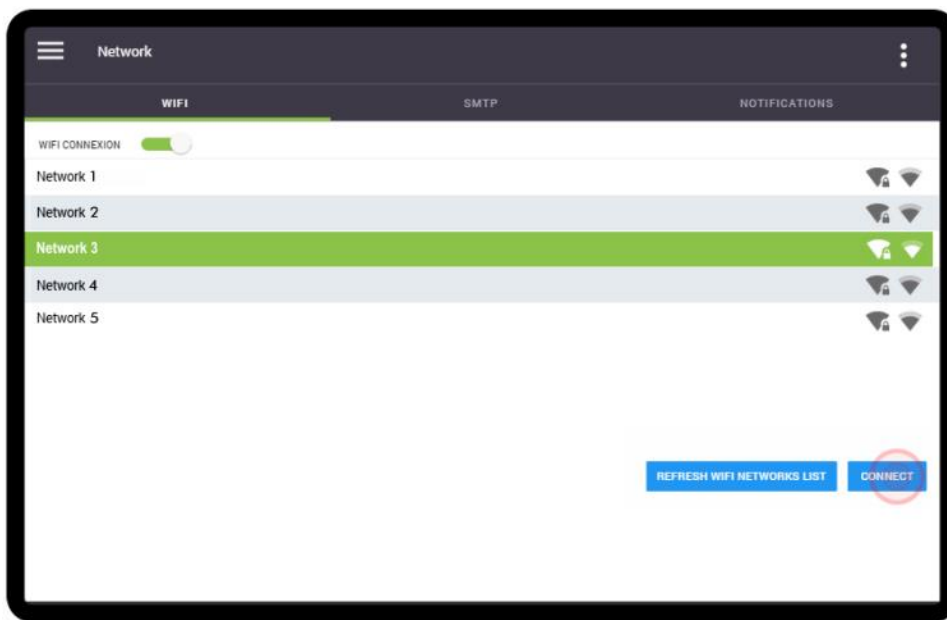 Network
WIFI SMTP NOTIFICATIONS
WIFI CONNEXION
Network 1
Network 2
Network 3
Network 4
Network 5
REFRESH WIFI NETWORKS LIST CONNECT